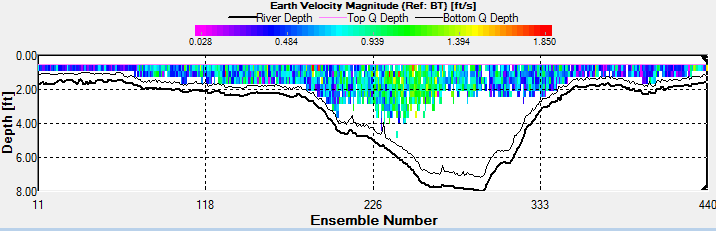 Earth Velocity Magnitude (Ref: BT) [ft/s]
River Depth Top Q Depth Bottom Q Depth
0.028 0.484 0.939 1.394 1.850
0.00
2.00
4.00
6.00
8.00
Depth [ft]
11 118 226 333 440
Ensemble Number